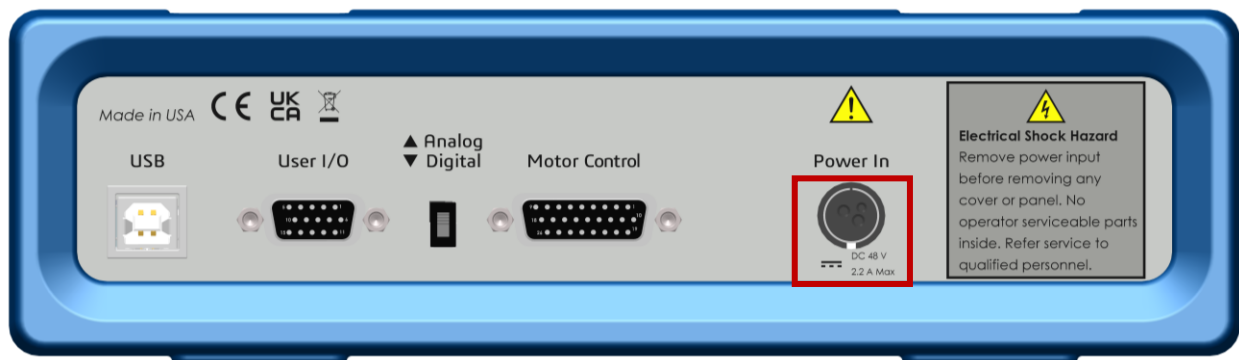 Made in USA CE UK
CA
▲ Analog
▼ Digital
USB
User I/O
Motor Control
Power In
DC 48 V
2.2 A Max
Electrical Shock Hazard
Remove power input
before removing any
cover or panel. No
operator serviceable parts
inside. Refer service to
qualified personnel.